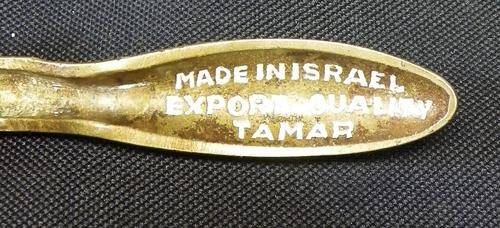 MADE IN ISRAEL
EXPORT QUALITY
TAMAR